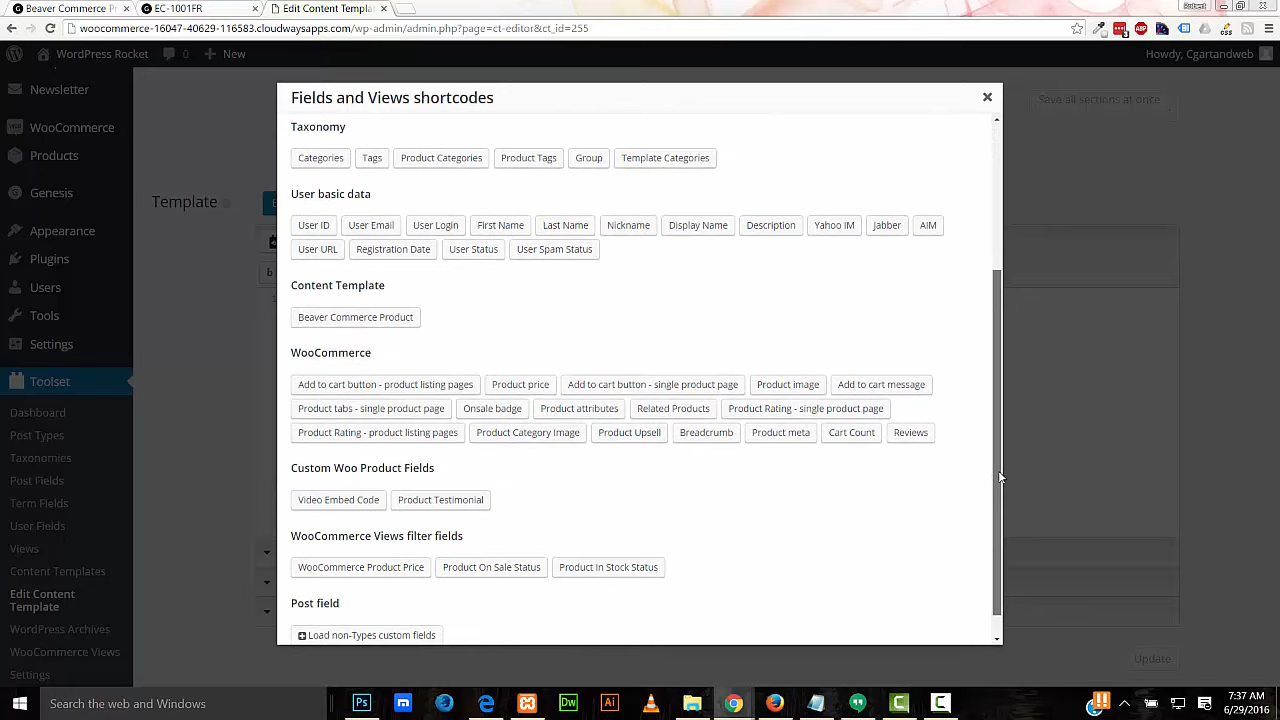 Beaver Commerce P
EC-1001FR
Edit Content Templa
Robert
woocommerce-16047-40629-116583.cloudwaysapps.com/wp-admin/admin.php?page=ct-editor&ct_id=255
WordPress Rocket
0
New
Howdy, Cgartandweb
Newsletter
WooCommerce
Products
Genesis
Appearance
Plugins
Users
Tools
Settings
Toolset
Dashboard
Post Types
Taxonomies
Post Fields
Term Fields
User Fields
Views
Content Templates
Edit Content
Template
WordPress Archives
WooCommerce Views
Settings
Template
b
Save all sections at once
Update
Fields and Views shortcodes
Taxonomy
Categories Tags Product Categories Product Tags Group Template Categories
User basic data
User ID User Email User Login First Name Last Name Nickname Display Name Description Yahoo IM Jabber AIM
User URL Registration Date User Status User Spam Status
Content Template
Beaver Commerce Product
WooCommerce
Add to cart button - product listing pages Product price Add to cart button - single product page Product image Add to cart message
Product tabs - single product page Onsale badge Product attributes Related Products Product Rating - single product page
Product Rating - product listing pages Product Category Image Product Upsell Breadcrumb Product meta Cart Count Reviews
Custom Woo Product Fields
Video Embed Code Product Testimonial
WooCommerce Views filter fields
WooCommerce Product Price Product On Sale Status Product In Stock Status
Post field
Load non-Types custom fields
Search the web and Windows
Ps
Dw
Ai
7:37 AM
6/29/2016